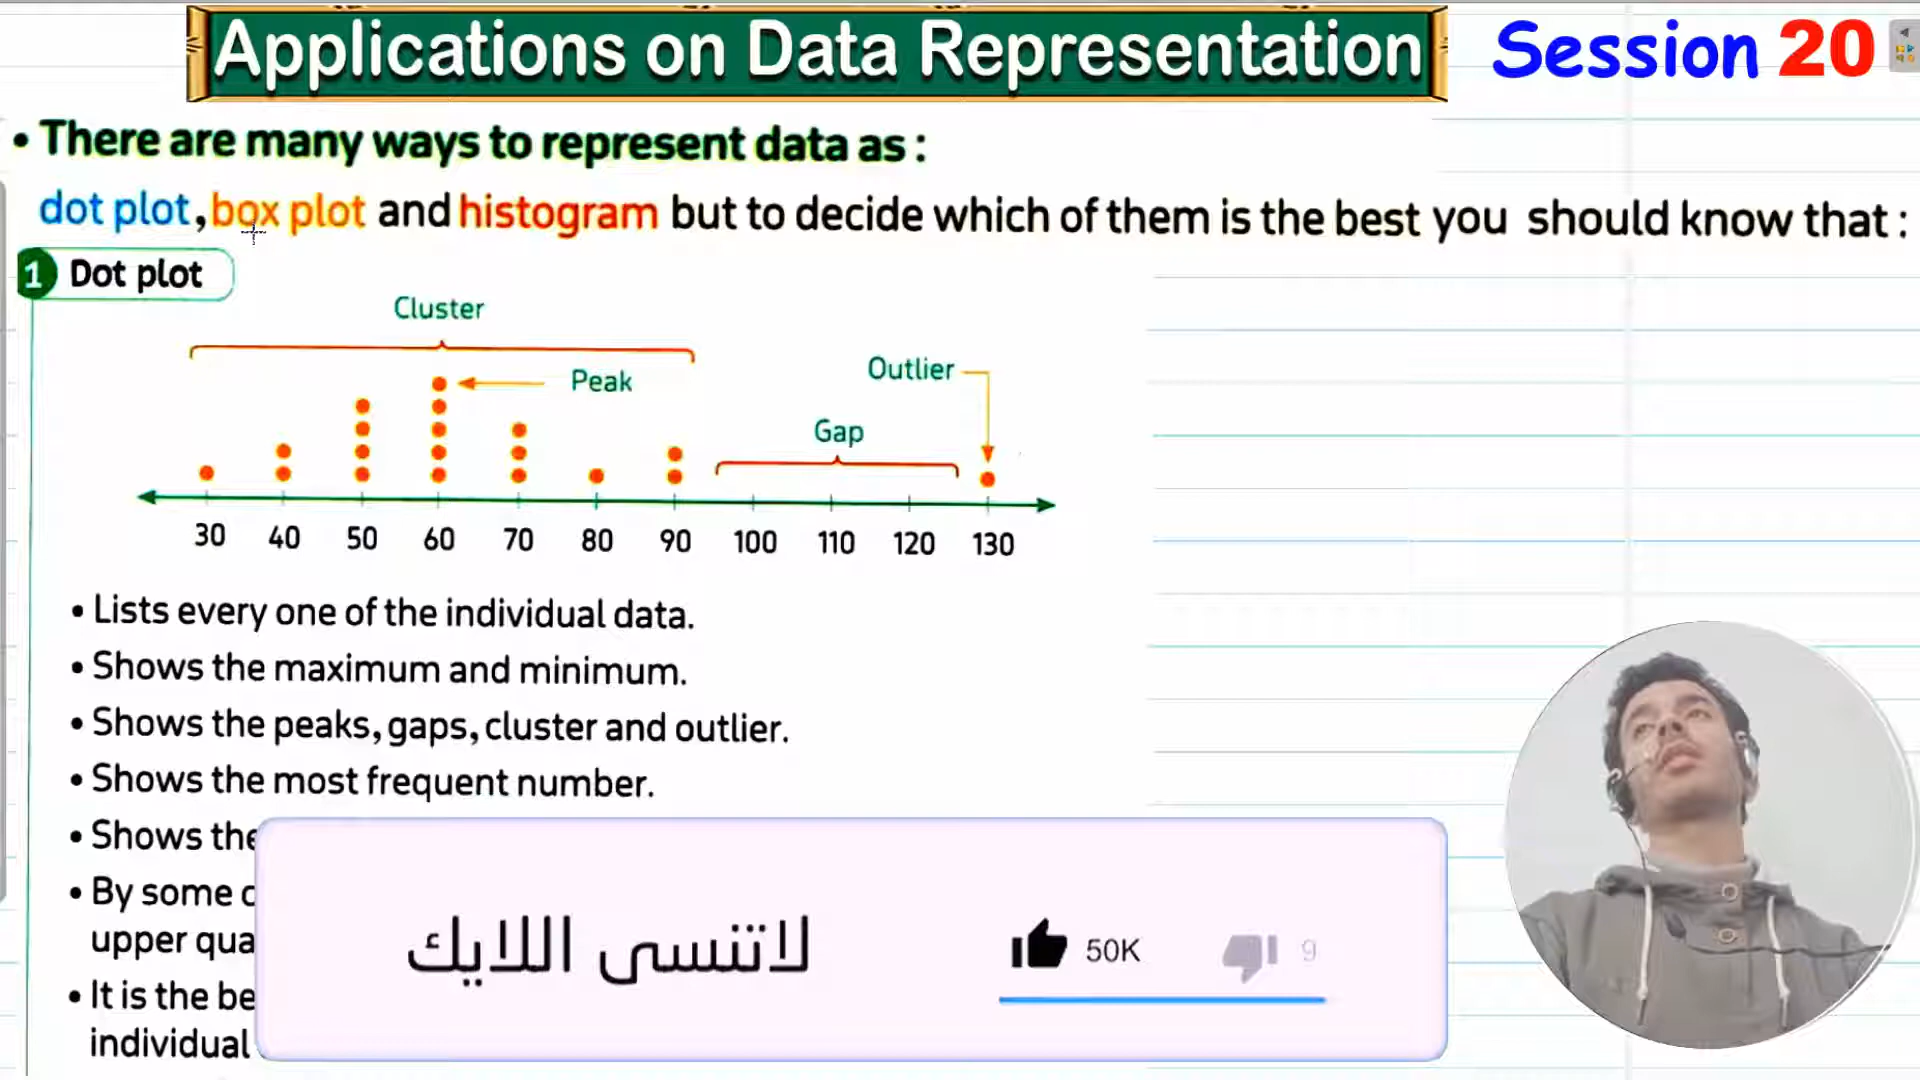 Applications on Data Representation
Session 20
• There are many ways to represent data as :
dot plot, box plot and histogram but to decide which of them is the best you should know that :
1 Dot plot
Cluster
Outlier
Peak
Gap
30 40 50 60 70 80 90 100 110 120 130
• Lists every one of the individual data.
• Shows the maximum and minimum.
• Shows the peaks, gaps, cluster and outlier.
• Shows the most frequent number.
• Shows the
• By some
upper qua
• It is the be
individual
لاتنسى اللايك
50K 9